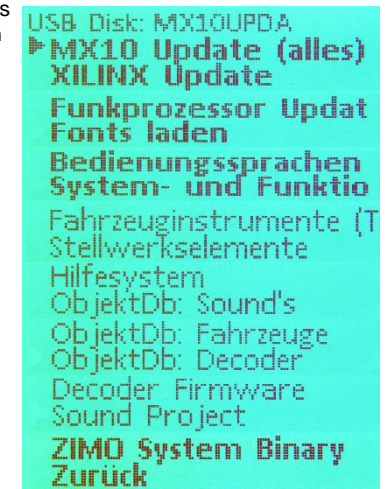 s
USB Disk: MX10UPDA
MX10 Update (alles)
XILINX Update
Funkprozessor Updat
Fonts laden
Bedienungssprachen
System- und Funktio
Fahrzeuginstrumente (T
Stellwerkselemente
Hilfesystem
ObjektDb: Sound's
ObjektDb: Fahrzeuge
ObjektDb: Decoder
Decoder Firmware
Sound Project
ZIMO System Binary
Zurück